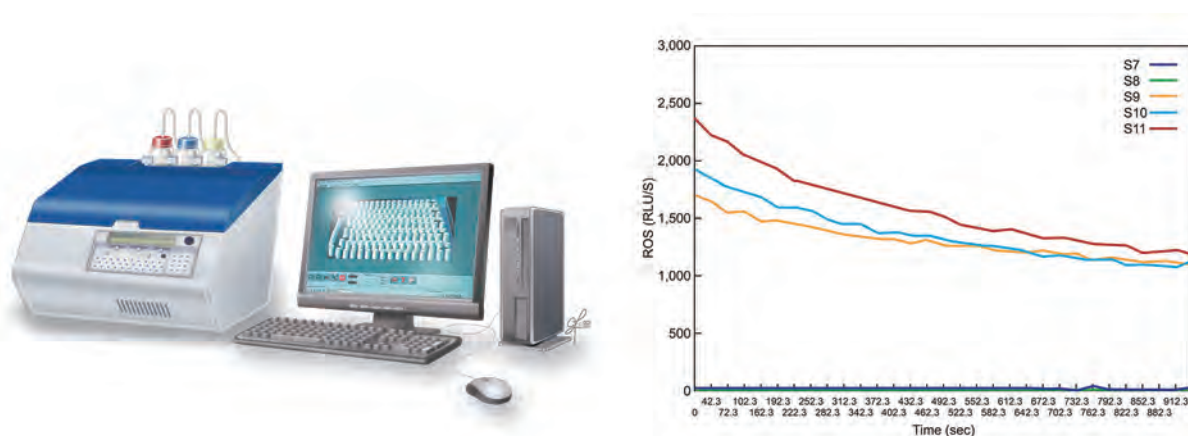 3,000
2,500
2,000
1,500
1,000
500
0
ROS (RLU/S)
S7
S8
S9
S10
S11
42.3 102.3 192.3 252.3 312.3 372.3 432.3 492.3 552.3 612.3 672.3 732.3 792.3 852.3 912.3
0 72.3 162.3 222.3 282.3 342.3 402.3 462.3 522.3 582.3 642.3 702.3 762.3 822.3 882.3
Time (sec)